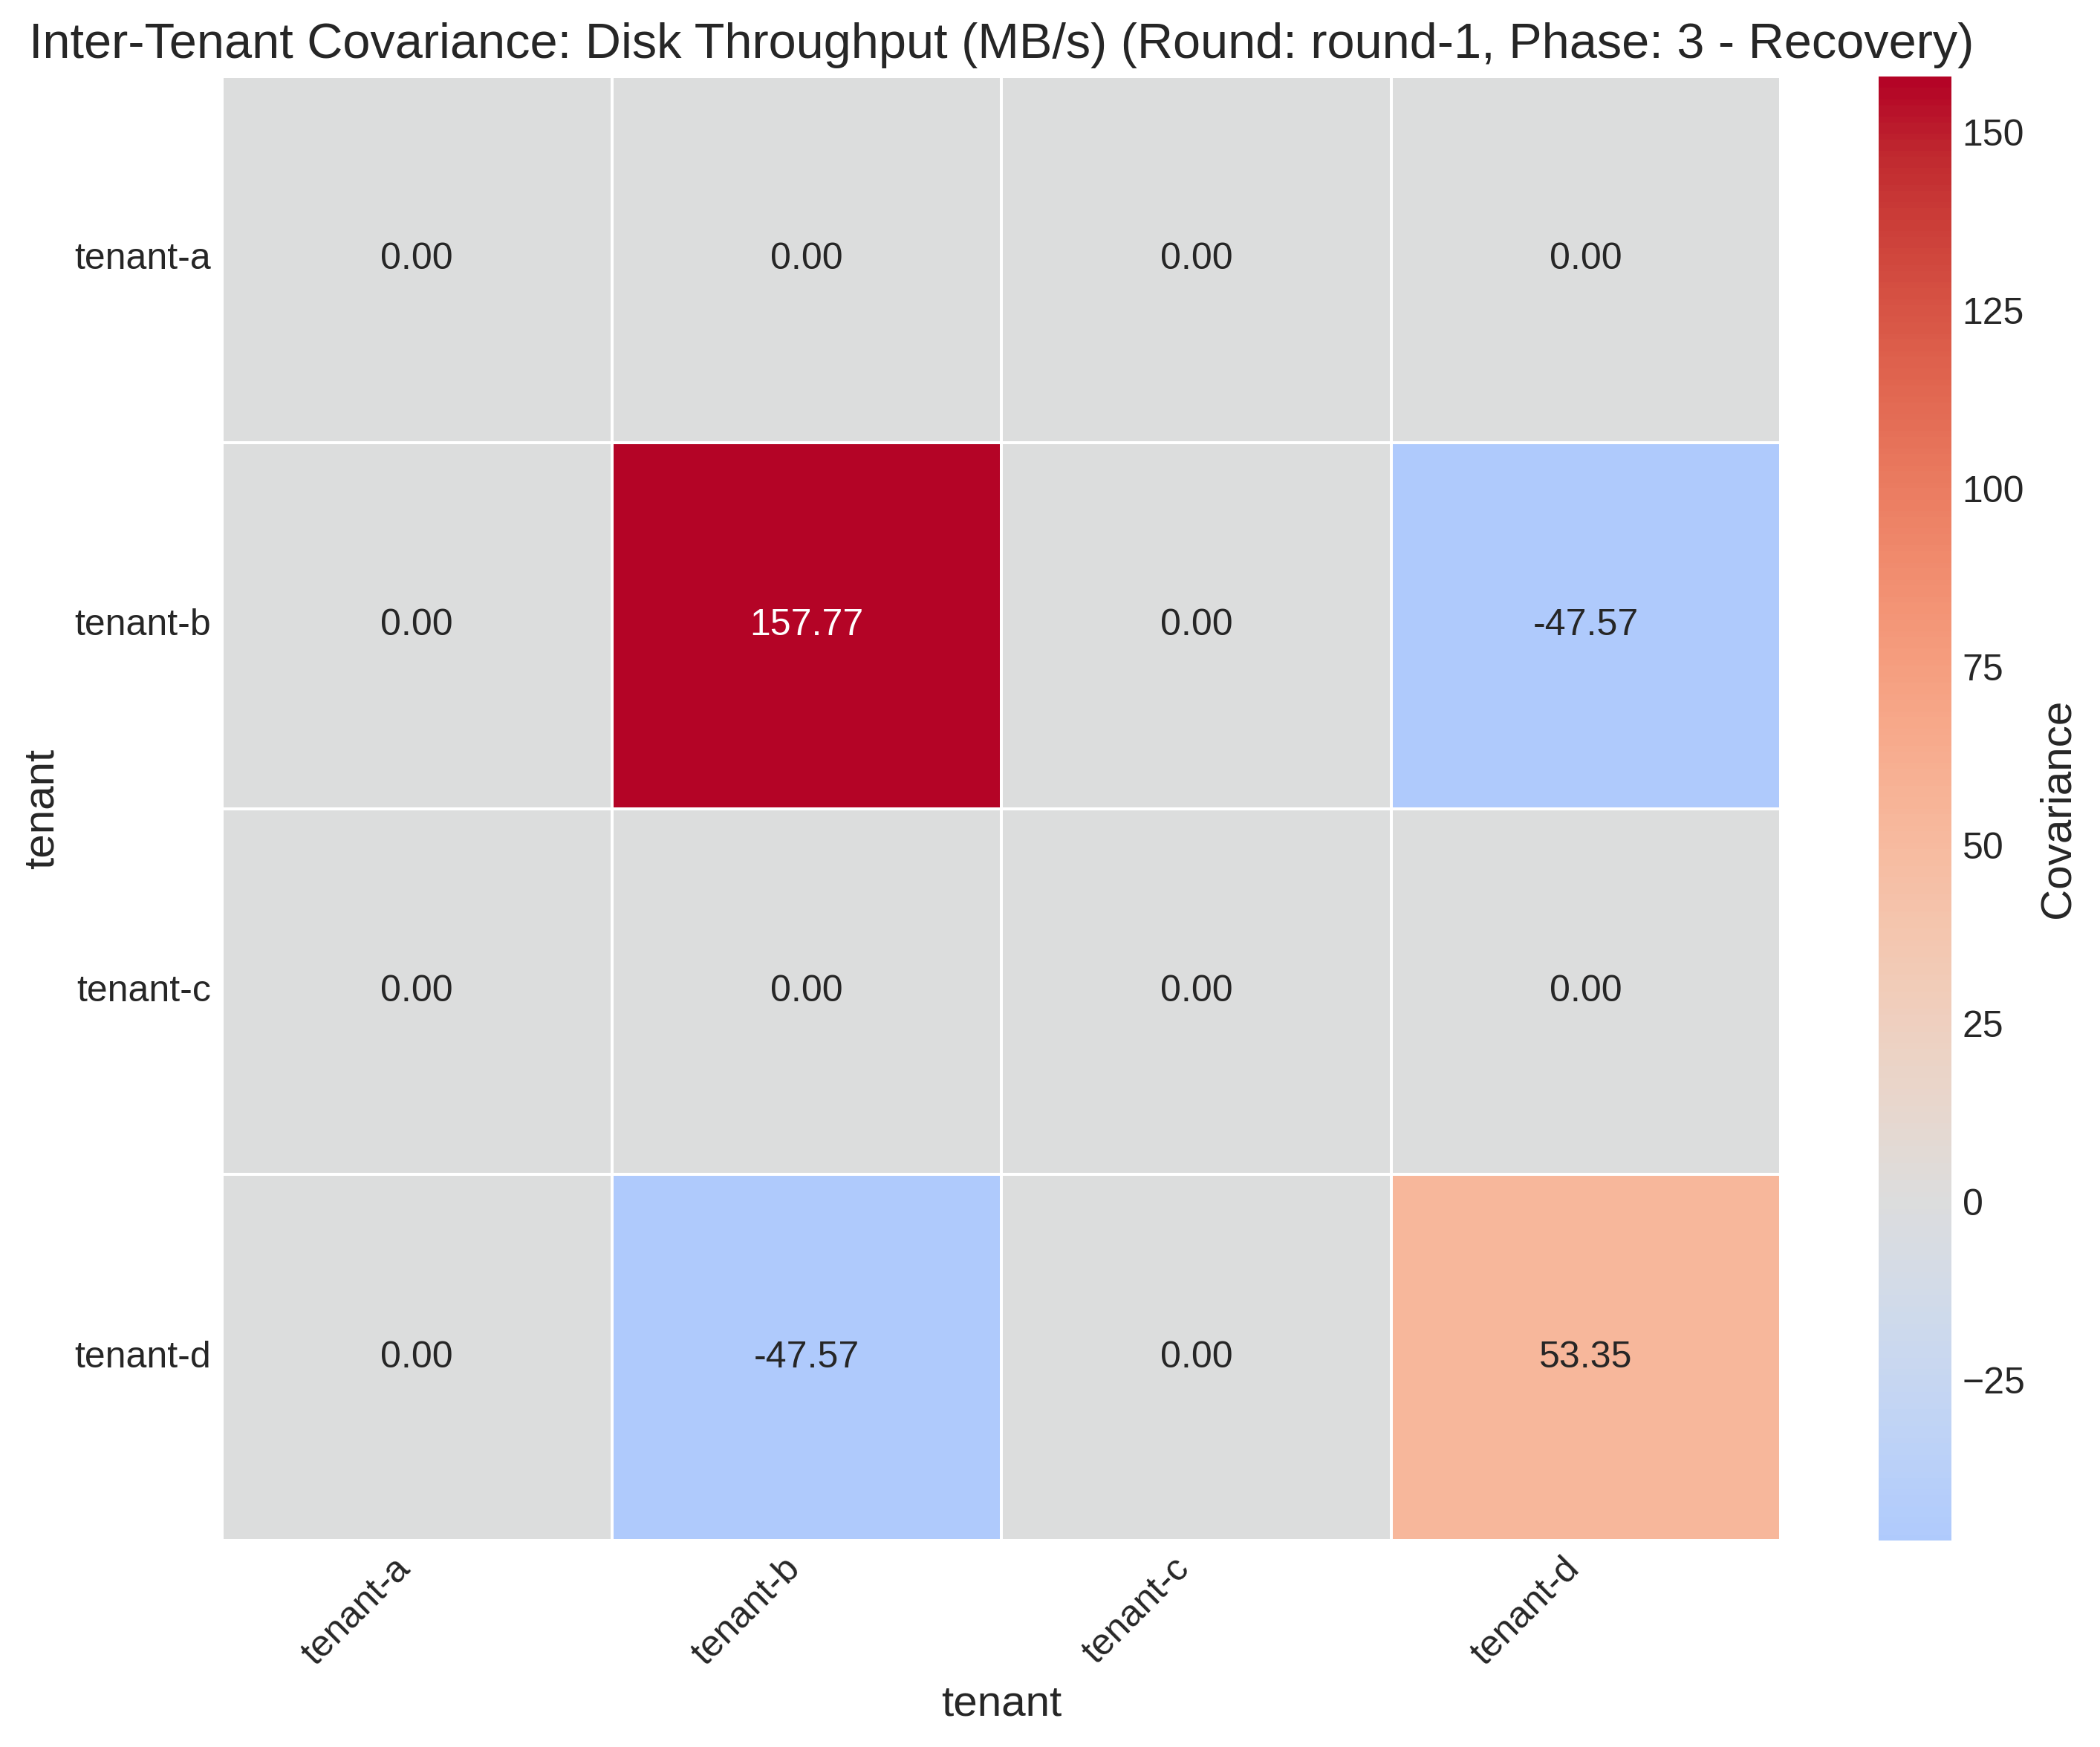 Inter-Tenant Covariance: Disk Throughput (MB/s) (Round: round-1, Phase: 3 - Recovery)
tenant-a 0.00 0.00 0.00 0.00
tenant-b 0.00 157.77 0.00 -47.57
tenant-c 0.00 0.00 0.00 0.00
tenant-d 0.00 -47.57 0.00 53.35
tenant
tenant-a tenant-b tenant-c tenant-d
tenant
150
125
100
75
50
25
0
−25
Covariance